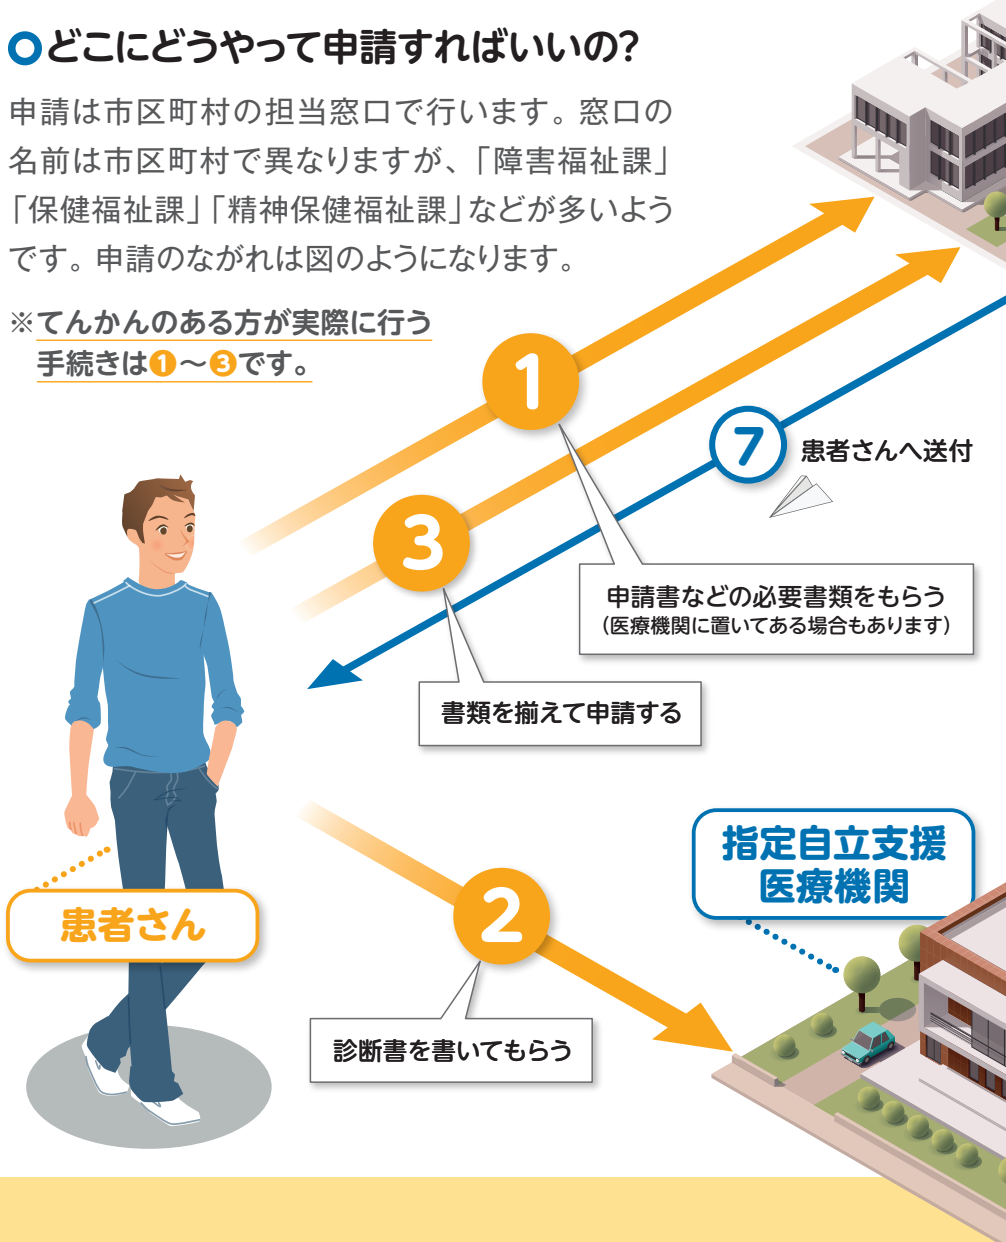 どこにどうやって申請すればいいの？
申請は市区町村の担当窓口で行います。窓口の
名前は市区町村で異なりますが、「障害福祉課」
「保健福祉課」「精神保健福祉課」などが多いよう
です。申請のながれは図のようになります。
※てんかんのある方が実際に行う
手続きは❶～❸です。
1
7
患者さんへ送付
3
申請書などの必要書類をもらう
（医療機関に置いてある場合もあります）
書類を揃えて申請する
指定自立支援
医療機関
2
患者さん
診断書を書いてもらう